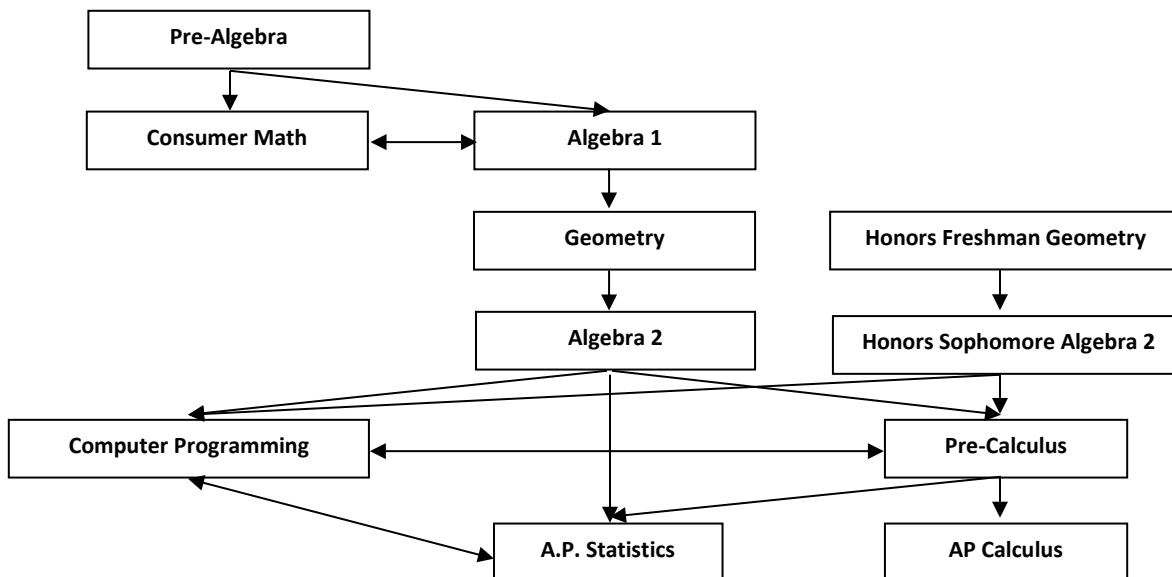 Pre-Algebra
Consumer Math
Algebra 1
Geometry
Honors Freshman Geometry
Algebra 2
Honors Sophomore Algebra 2
Computer Programming
Pre-Calculus
A.P. Statistics
AP Calculus